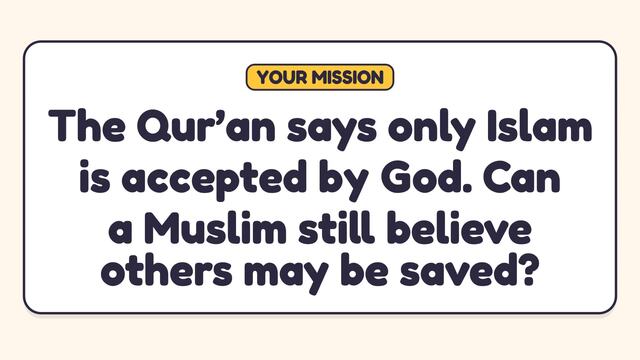 YOUR MISSION
The Qur’an says only Islam
is accepted by God. Can
a Muslim still believe
others may be saved?